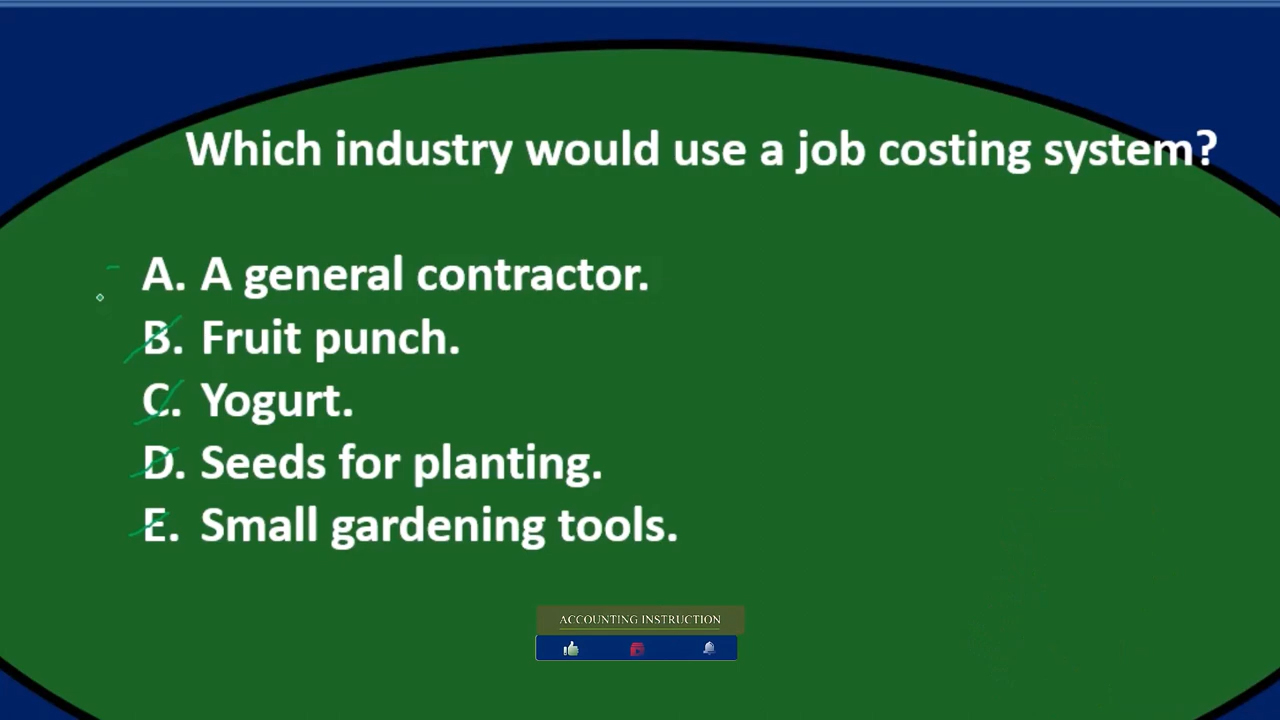 Which industry would use a job costing system?
A. A general contractor.
B. Fruit punch.
C. Yogurt.
D. Seeds for planting.
E. Small gardening tools.
ACCOUNTING INSTRUCTION